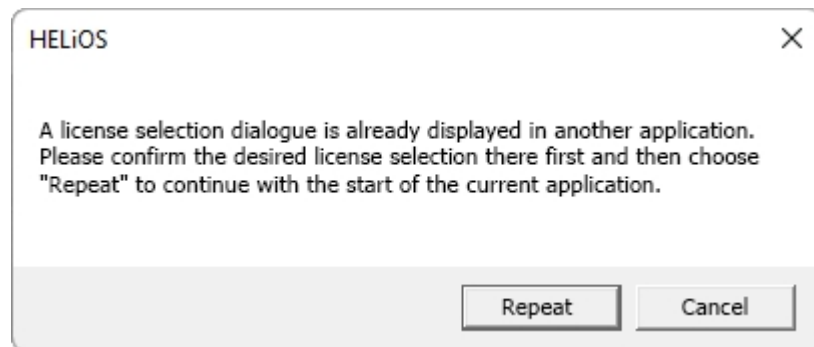 HELiOS
A license selection dialogue is already displayed in another application.
Please confirm the desired license selection there first and then choose
"Repeat" to continue with the start of the current application.
Repeat Cancel